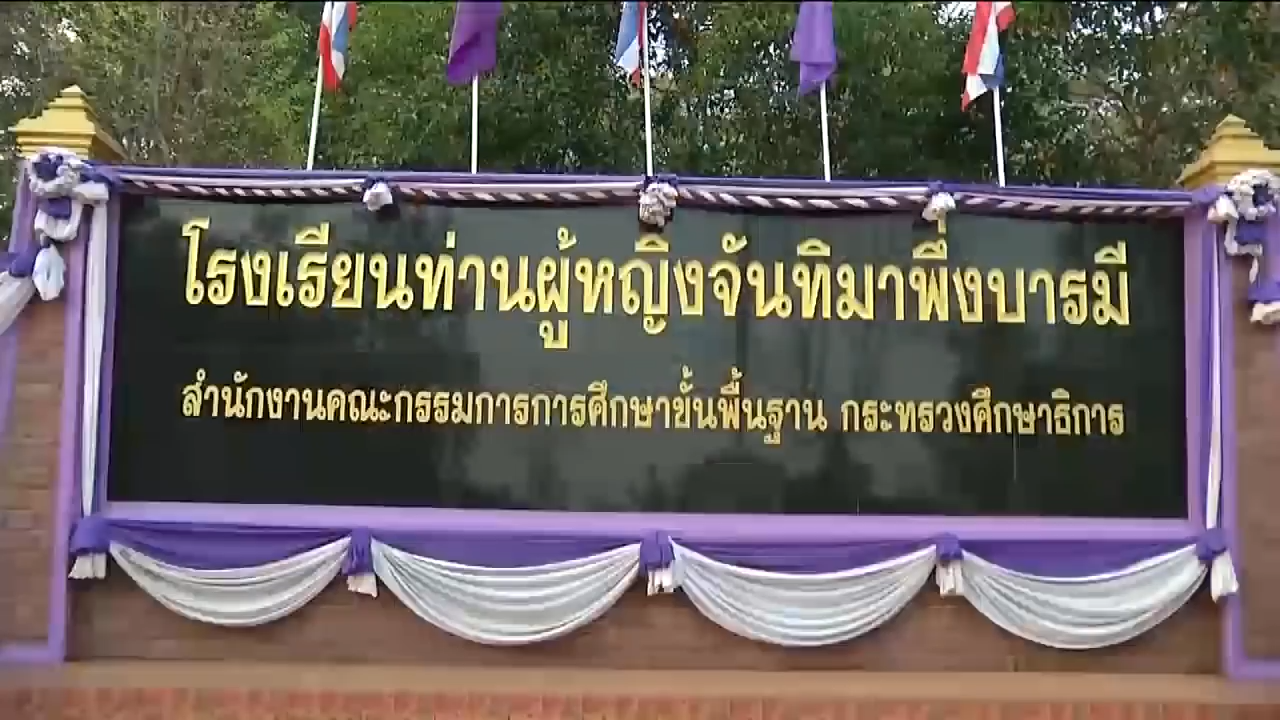 โรงเรียนท่านผู้หญิงจันทิมาพึ่งบารมี
สำนักงานคณะกรรมการการศึกษาขั้นพื้นฐาน กระทรวงศึกษาธิการ